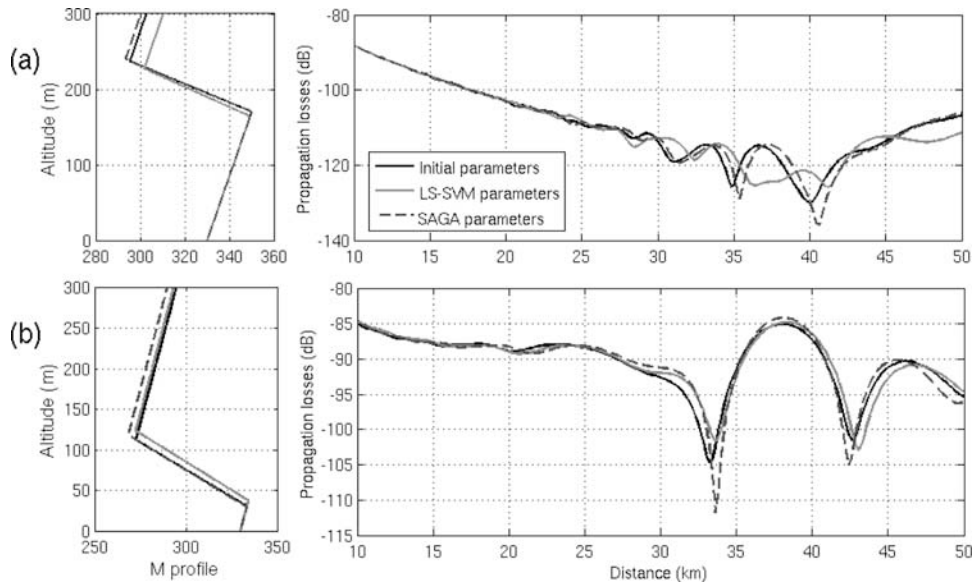 (a)
Altitude (m)
300
200
100
0
280 300 320 340 360
Propagation losses (dB)
-80
-100
-120
-140
10 15 20 25 30 35 40 45 50
Initial parameters
LS-SVM parameters
SAGA parameters
(b)
Altitude (m)
300
250
200
150
100
50
0
250 300 350
M profile
Propagation losses (dB)
-80
-85
-90
-95
-100
-105
-110
-115
10 15 20 25 30 35 40 45 50
Distance (km)